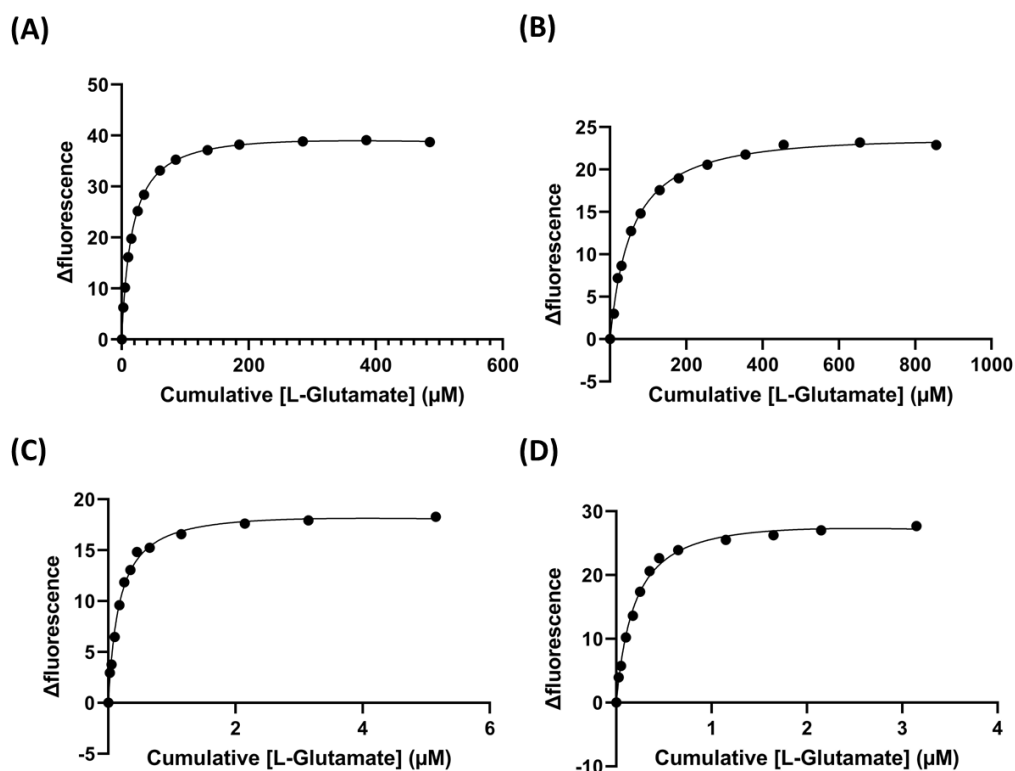 (A)
50
40
30
20
10
0
Δfluorescence
0 200 400 600
Cumulative [L-Glutamate] (µM)
(B)
25
20
15
10
5
0
-5
Δfluorescence
200 400 600 800 1000
Cumulative [L-Glutamate] (µM)
(C)
20
15
10
5
0
-5
Δfluorescence
2 4 6
Cumulative [L-Glutamate] (µM)
(D)
30
20
10
0
-10
Δfluorescence
1 2 3 4
Cumulative [L-Glutamate] (µM)